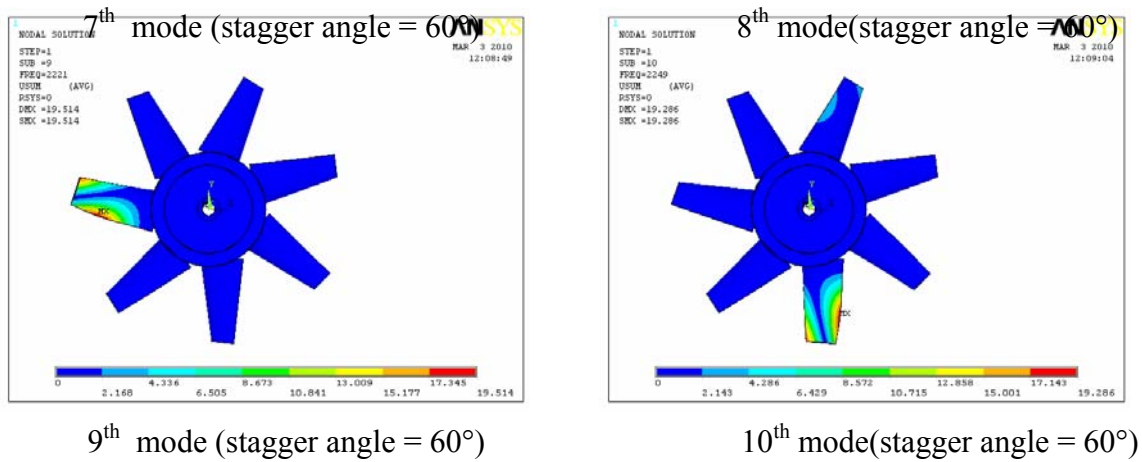 7th mode (stagger angle = 60°)
8th mode(stagger angle = 60°)
1
NODAL SOLUTION
STEP=1
SUB =9
FREQ=2221
USUM (AVG)
RSYS=0
DMX =19.514
SMX =19.514
ANSYS
MAR 3 2010
12:08:49
Y
MX
0 2.168 4.336 6.505 8.673 10.841 13.009 15.177 17.345 19.514
1
NODAL SOLUTION
STEP=1
SUB =10
FREQ=2249
USUM (AVG)
RSYS=0
DMX =19.286
SMX =19.286
ANSYS
MAR 3 2010
12:09:04
Y
MX
0 2.143 4.286 6.429 8.572 10.715 12.858 15.001 17.143 19.286
9th mode (stagger angle = 60°)
10th mode(stagger angle = 60°)